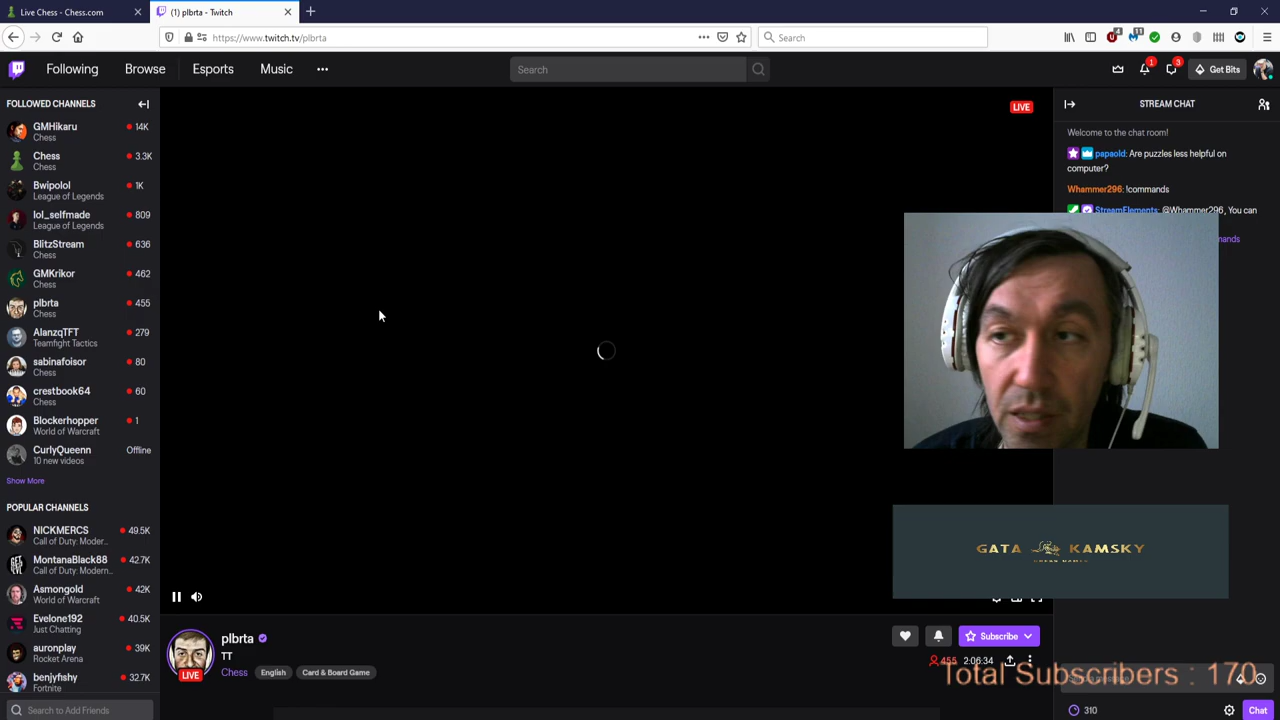 Live Chess - Chess.com
(1) plbrta - Twitch
https://www.twitch.tv/plbrta
Search
4
11
Following
Browse
Esports
Music
Search
1
3
Get Bits
FOLLOWED CHANNELS
GMHikaru
14K
Chess
Chess
3.3K
Chess
Bwipolol
1K
League of Legends
lol_selfmade
809
League of Legends
BlitzStream
636
Chess
GMKrikor
462
Chess
plbrta
455
Chess
AlanzqTFT
279
Teamfight Tactics
sabinafoisor
80
Chess
crestbook64
60
Chess
Blockerhopper
1
World of Warcraft
CurlyQueenn
Offline
10 new videos
Show More
POPULAR CHANNELS
NICKMERCS
49.5K
Call of Duty: Moder...
MontanaBlack88
42.7K
Call of Duty: Modern...
Asmongold
42K
World of Warcraft
Evelone192
40.5K
Just Chatting
auronplay
39K
Rocket Arena
benjyfishy
32.7K
Fortnite
Search to Add Friends
LIVE
plbrta
TT
Chess
English
Card & Board Game
LIVE
Subscribe
455
2:06:34
STREAM CHAT
Welcome to the chat room!
papaold: Are puzzles less helpful on
computer?
Whammer296: !commands
StreamElements: @Whammer296, You can
GATA KAMSKY
Total Subscribers : 170
310
Chat